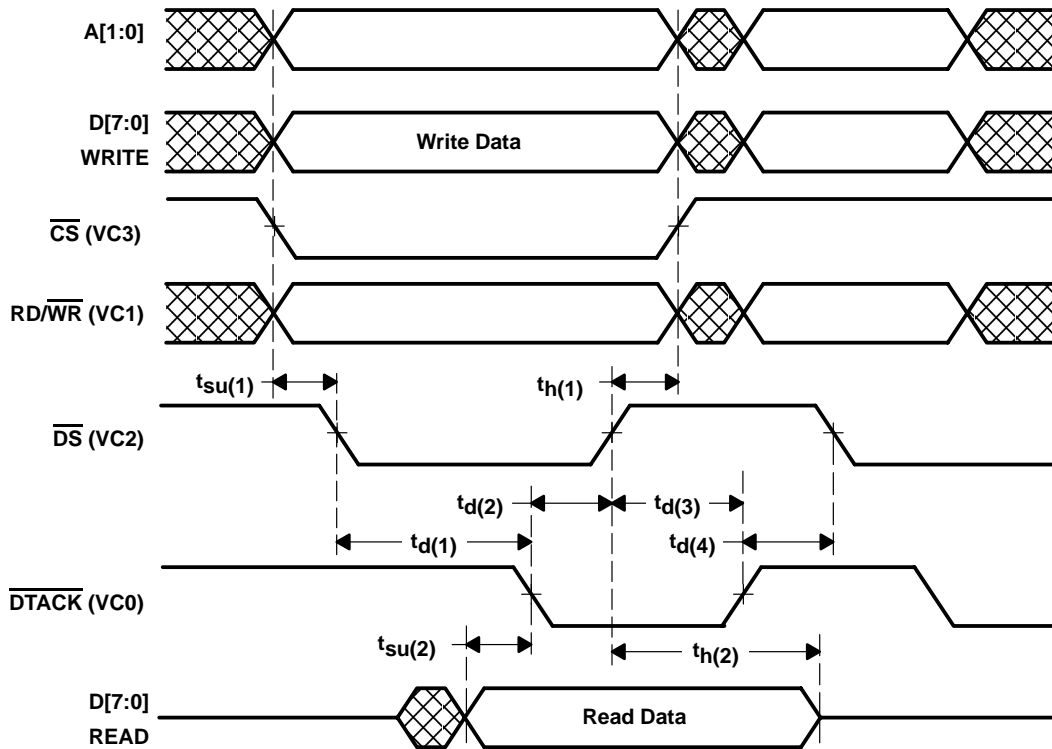 A[1:0]
D[7:0]
WRITE
Write Data
CS (VC3)
RD/WR (VC1)
tsu(1)
th(1)
DS (VC2)
td(2)
td(3)
td(1)
td(4)
DTACK (VC0)
tsu(2)
th(2)
D[7:0]
READ
Read Data